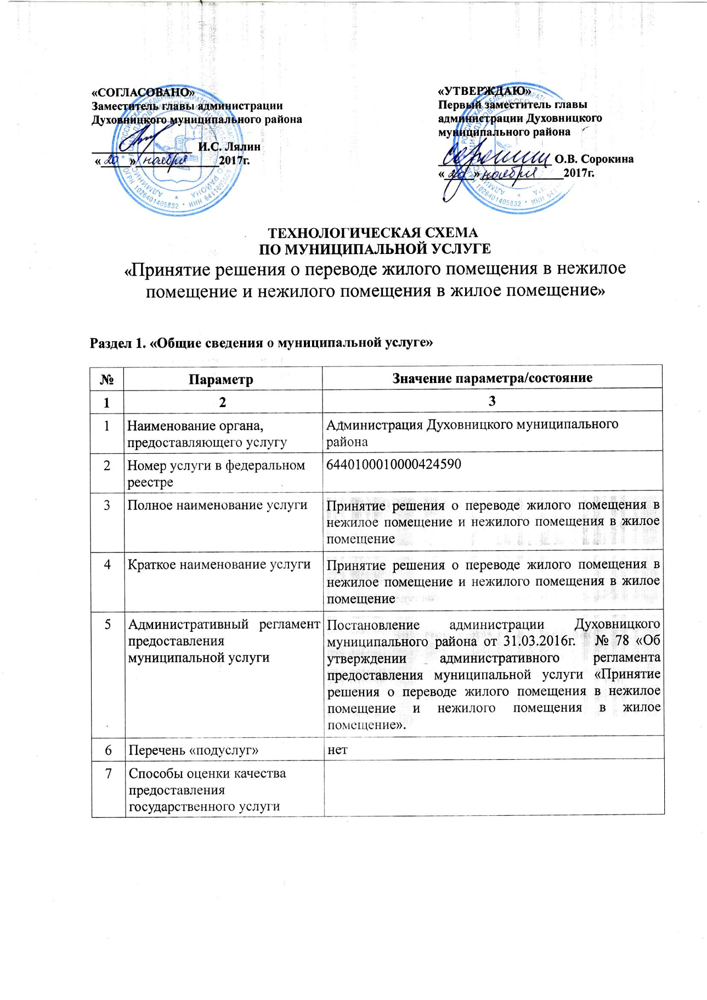 «СОГЛАСОВАНО»
Заместитель главы администрации
Духовницкого муниципального района
И.С. Лялин
«20» ноября 2017г.
«УТВЕРЖДАЮ»
Первый заместитель главы
администрации Духовницкого
муниципального района
О.В. Сорокина
«20» ноября 2017г.
ОГРН 1026401405832 * ИНН
ТЕХНОЛОГИЧЕСКАЯ СХЕМА
ПО МУНИЦИПАЛЬНОЙ УСЛУГЕ
«Принятие решения о переводе жилого помещения в нежилое
помещение и нежилого помещения в жилое помещение»
Раздел 1. «Общие сведения о муниципальной услуге»
№ Параметр Значение параметра/состояние
1 2 3
1 Наименование органа, Администрация Духовницкого муниципального
предоставляющего услугу района
2 Номер услуги в федеральном 6440100010000424590
реестре
3 Полное наименование услуги Принятие решения о переводе жилого помещения в
нежилое помещение и нежилого помещения в жилое
помещение
4 Краткое наименование услуги Принятие решения о переводе жилого помещения в
нежилое помещение и нежилого помещения в жилое
помещение
5 Административный регламент Постановление администрации Духовницкого
предоставления муниципального района от 31.03.2016г. № 78 «Об
муниципальной услуги утверждении административного регламента
предоставления муниципальной услуги «Принятие
решения о переводе жилого помещения в нежилое
помещение и нежилого помещения в жилое
помещение».
6 Перечень «подуслуг» нет
7 Способы оценки качества
предоставления
государственного услуги